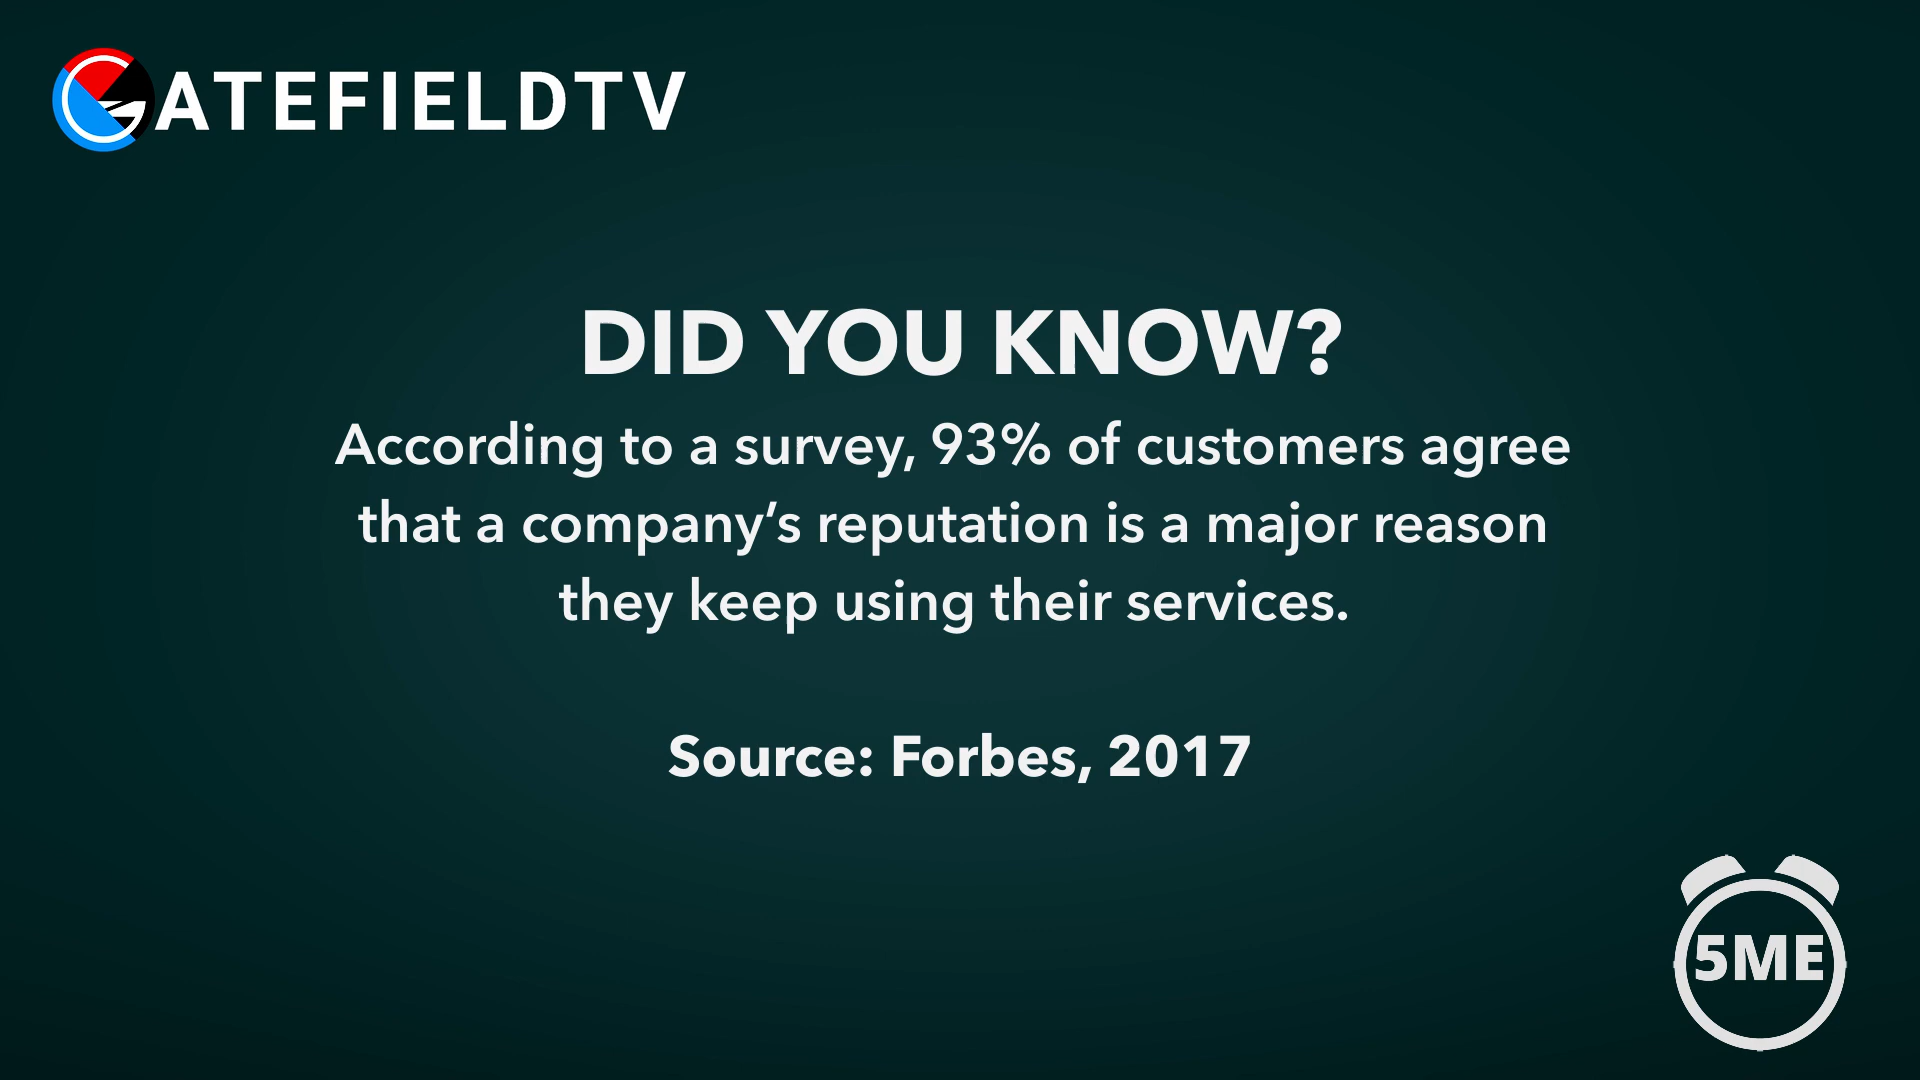 GATEFIELDTV
DID YOU KNOW?
According to a survey, 93% of customers agree
that a company’s reputation is a major reason
they keep using their services.
Source: Forbes, 2017
5ME